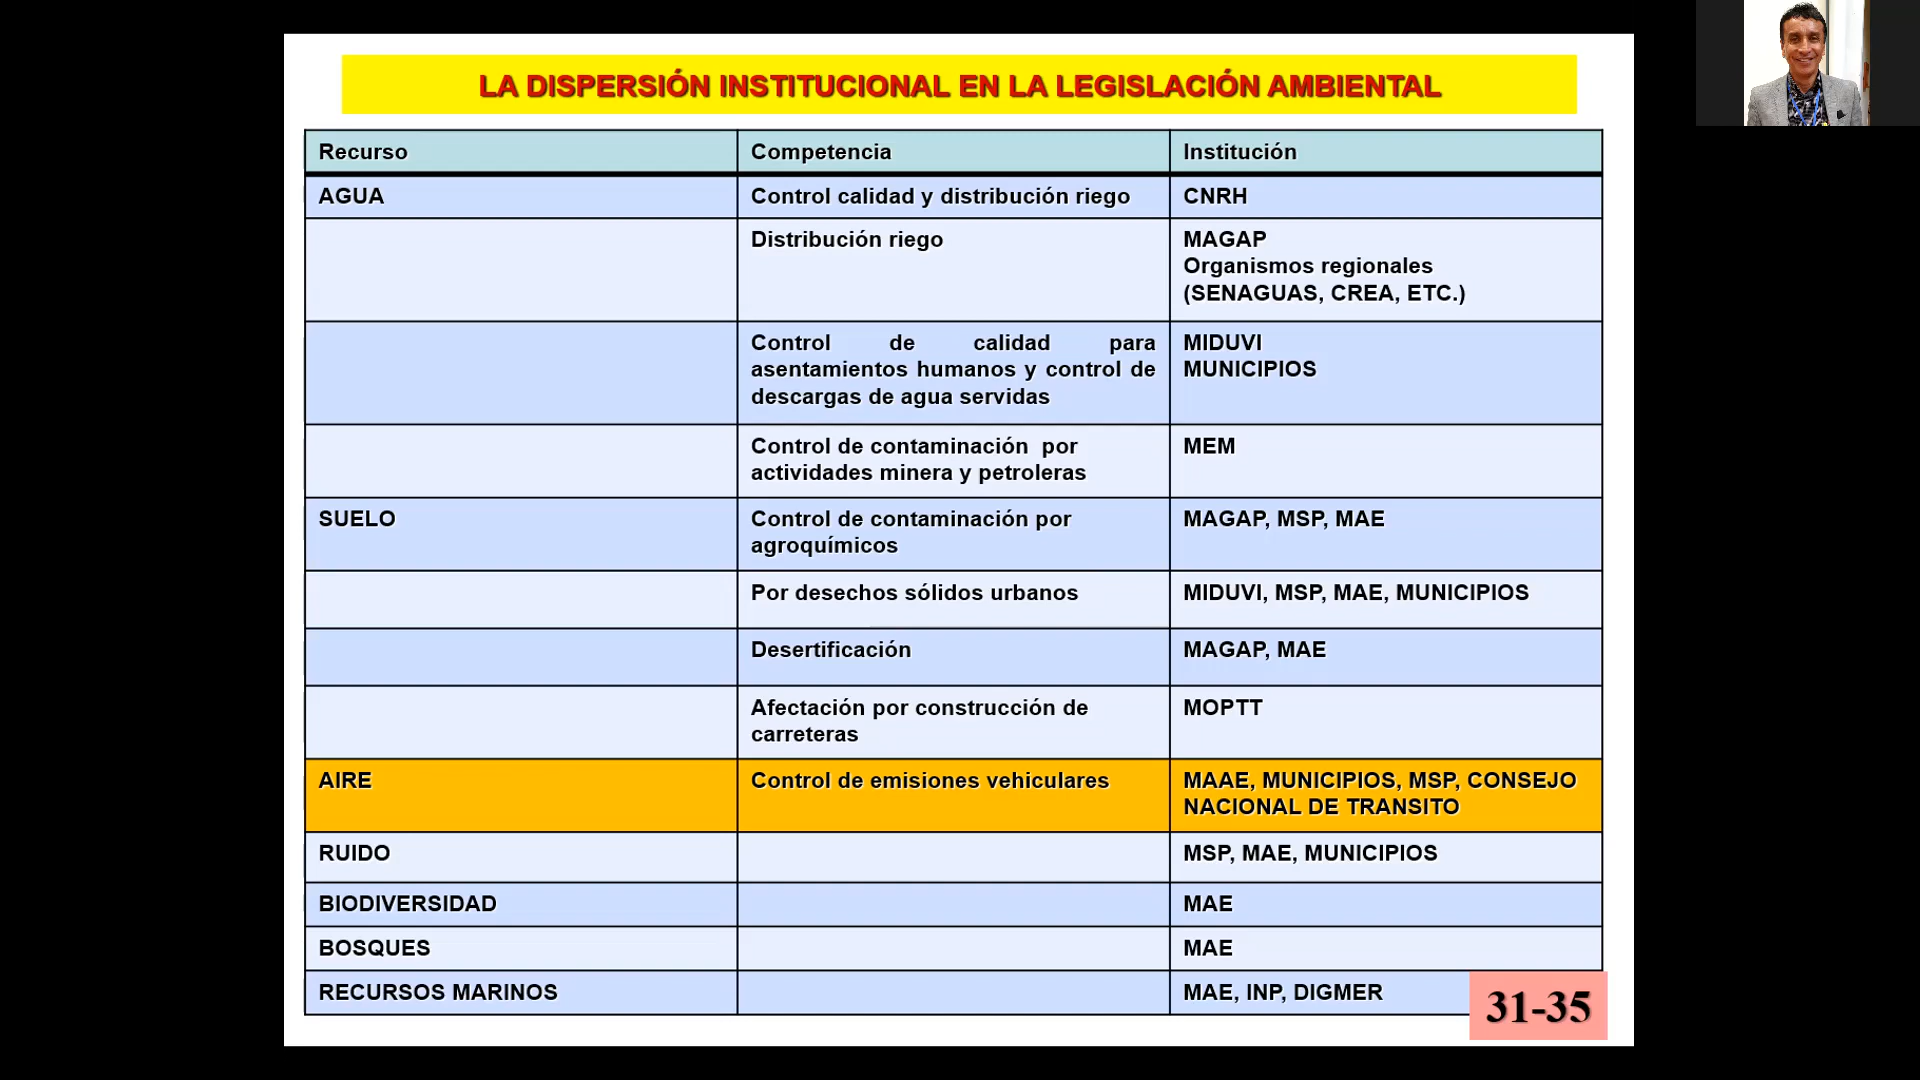 LA DISPERSIÓN INSTITUCIONAL EN LA LEGISLACIÓN AMBIENTAL
Recurso
Competencia
Institución
AGUA
Control calidad y distribución riego
CNRH
Distribución riego
MAGAP
Organismos regionales
(SENAGUAS, CREA, ETC.)
Control de calidad para
asentamientos humanos y control de
descargas de agua servidas
MIDUVI
MUNICIPIOS
Control de contaminación por
actividades minera y petroleras
MEM
SUELO
Control de contaminación por
agroquímicos
MAGAP, MSP, MAE
Por desechos sólidos urbanos
MIDUVI, MSP, MAE, MUNICIPIOS
Desertificación
MAGAP, MAE
Afectación por construcción de
carreteras
MOPTT
AIRE
Control de emisiones vehiculares
MAAE, MUNICIPIOS, MSP, CONSEJO
NACIONAL DE TRANSITO
RUIDO
MSP, MAE, MUNICIPIOS
BIODIVERSIDAD
MAE
BOSQUES
MAE
RECURSOS MARINOS
MAE, INP, DIGMER
31-35